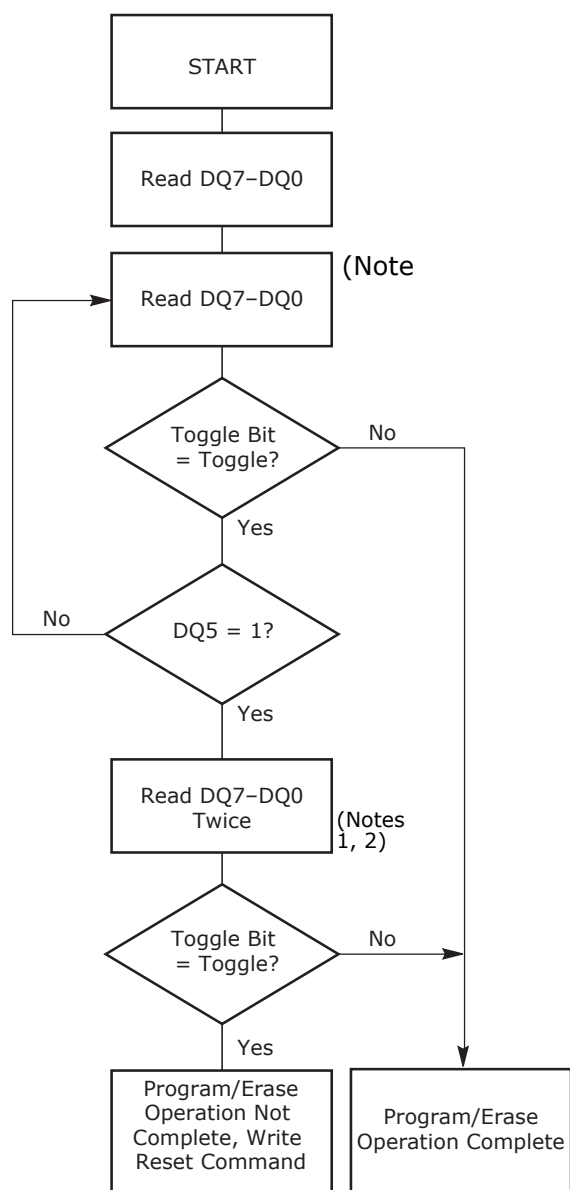 START
Read DQ7–DQ0
Read DQ7–DQ0
(Note
Toggle Bit
= Toggle?
No
Yes
No
DQ5 = 1?
Yes
Read DQ7–DQ0
Twice
(Notes
1, 2)
Toggle Bit
= Toggle?
No
Yes
Program/Erase
Operation Not
Complete, Write
Reset Command
Program/Erase
Operation Complete